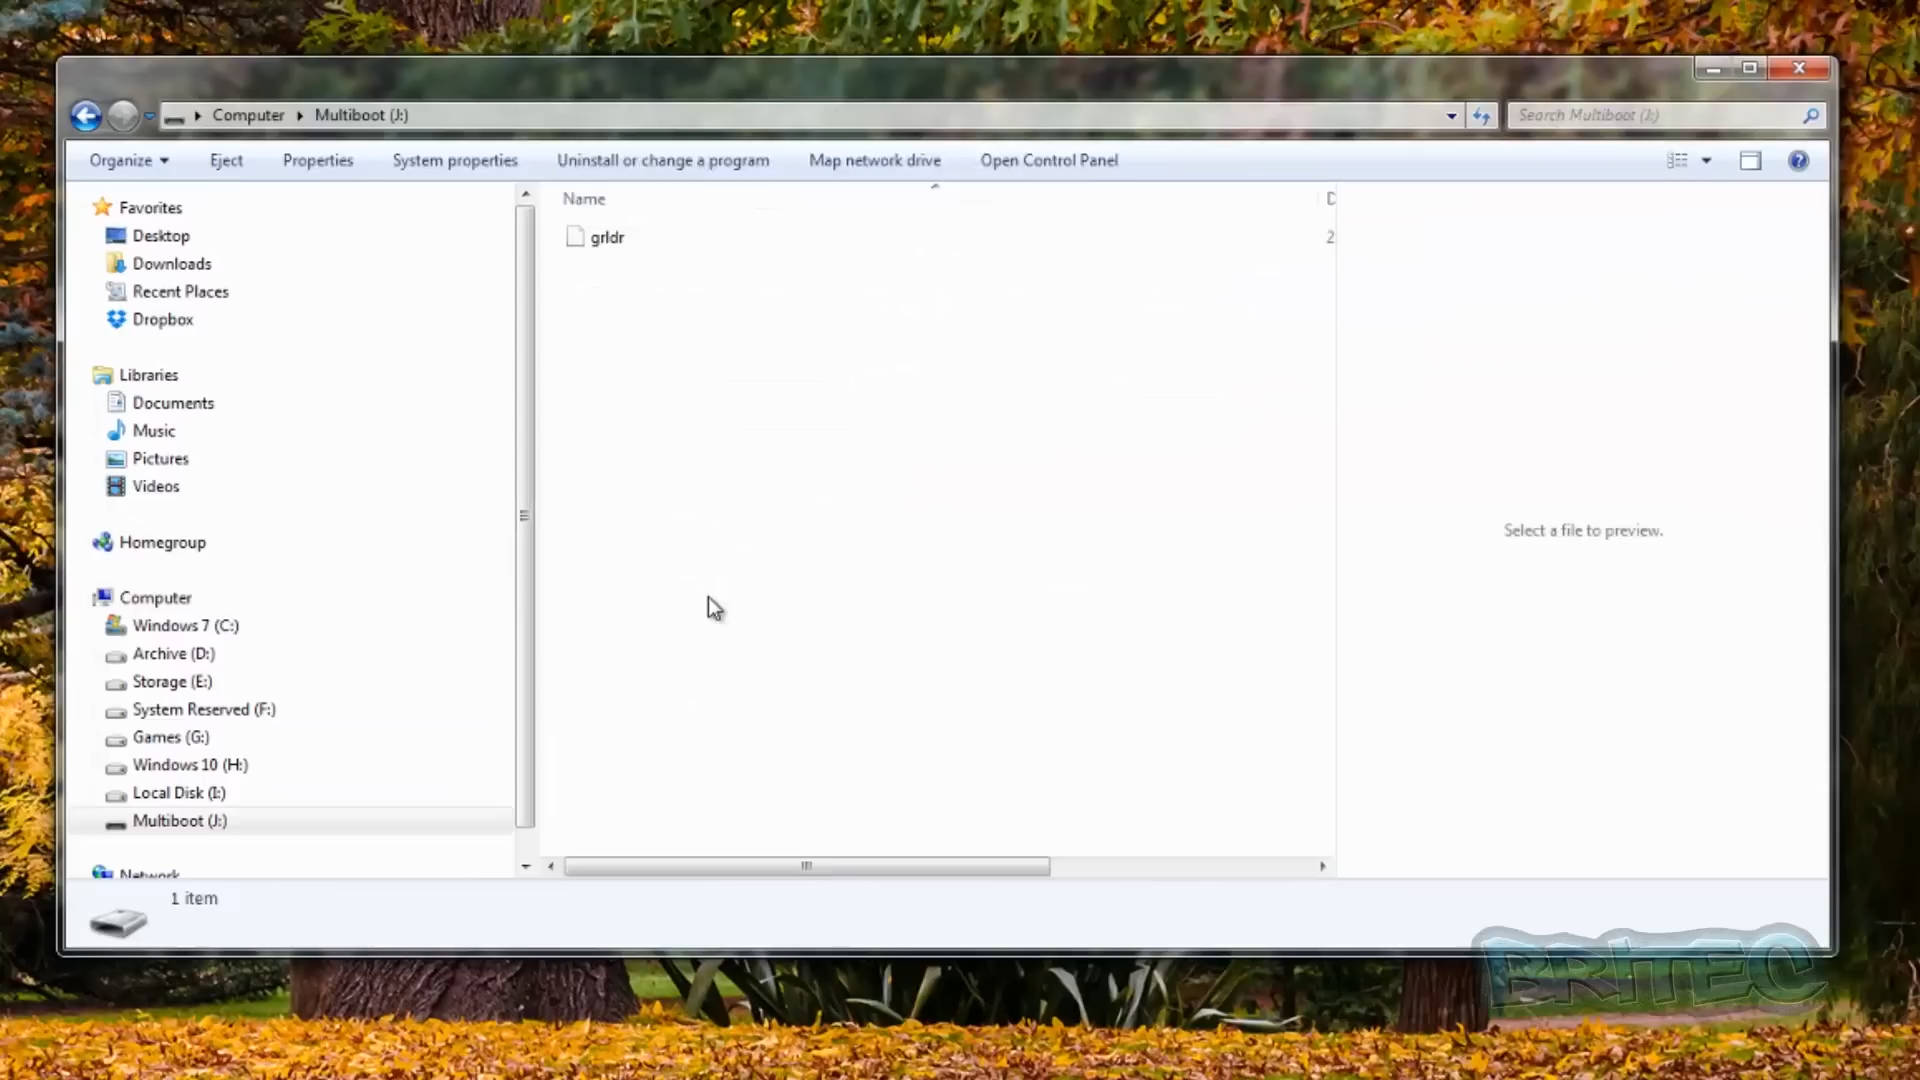 Computer Multiboot (J:)
Search Multiboot (J:)
Organize Eject Properties System properties Uninstall or change a program Map network drive Open Control Panel
Favorites
Desktop
Downloads
Recent Places
Dropbox
Libraries
Documents
Music
Pictures
Videos
Homegroup
Computer
Windows 7 (C:)
Archive (D:)
Storage (E:)
System Reserved (F:)
Games (G:)
Windows 10 (H:)
Local Disk (I:)
Multiboot (J:)
Network
Name D
grldr 2
Select a file to preview.
1 item
BRITEC